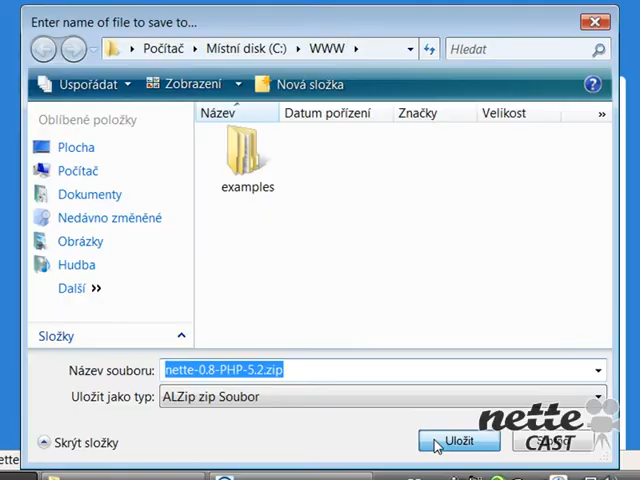 Enter name of file to save to...
Počítač
Místní disk (C:)
WWW
Hledat
Uspořádat
Zobrazení
Nová složka
Oblíbené položky
Název
Datum pořízení
Značky
Velikost
»
Plocha
Počítač
Dokumenty
Nedávno změněné
Obrázky
Hudba
Další »
examples
Složky
Název souboru:
nette-0.8-PHP-5.2.zip
Uložit jako typ:
ALZip zip Soubor
Skrýt složky
Uložit
nette
CAST
nette